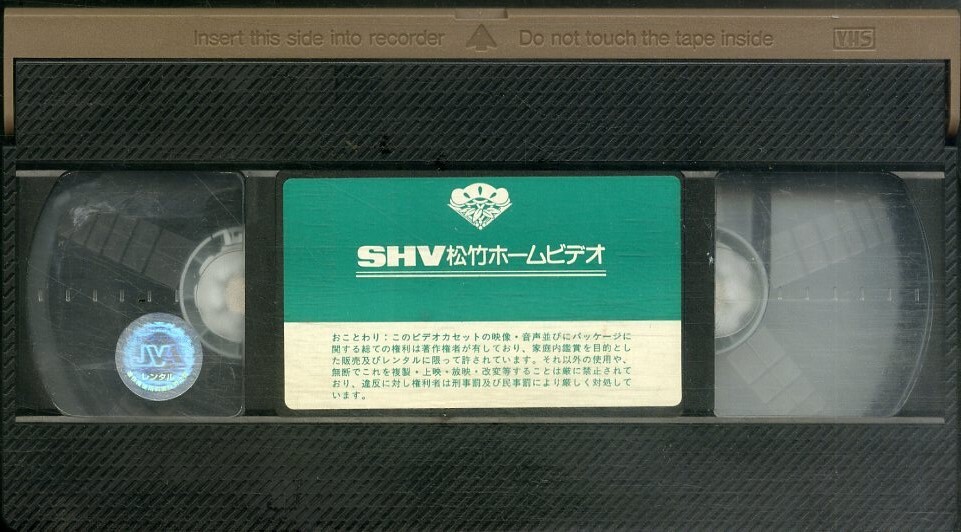 Insert this side into recorder Do not touch the tape inside VHS
SHV松竹ホームビデオ
おことわり：このビデオカセットの映像・音声並びにパッケージに
関する総ての権利は著作権者が有しており、家庭内鑑賞を目的とし
た販売及びレンタルに限って許されています。それ以外の使用や、
無断でこれを複製・上映・放映・改変等することは厳に禁止されて
おり、違反に対し権利者は刑事罰及び民事罰により厳しく対処して
います。
JV
レンタル